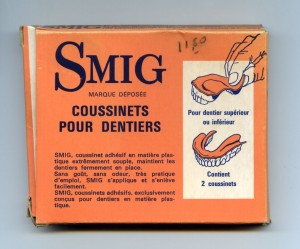 1120
SMIG
MARQUE DÉPOSÉE
COUSSINETS
POUR DENTIERS
SMIG, coussinet adhésif en matière plas-
tique extrêmement souple, maintient les
dentiers fermement en place.
Sans goût, sans odeur, très pratique
d'emploi, SMIG s'applique et s'enlève
facilement.
SMIG, coussinets adhésifs, exclusivement
conçus pour dentiers en matière plas-
tique.
Pour dentier supérieur
ou inférieur
Contient
2 coussinets